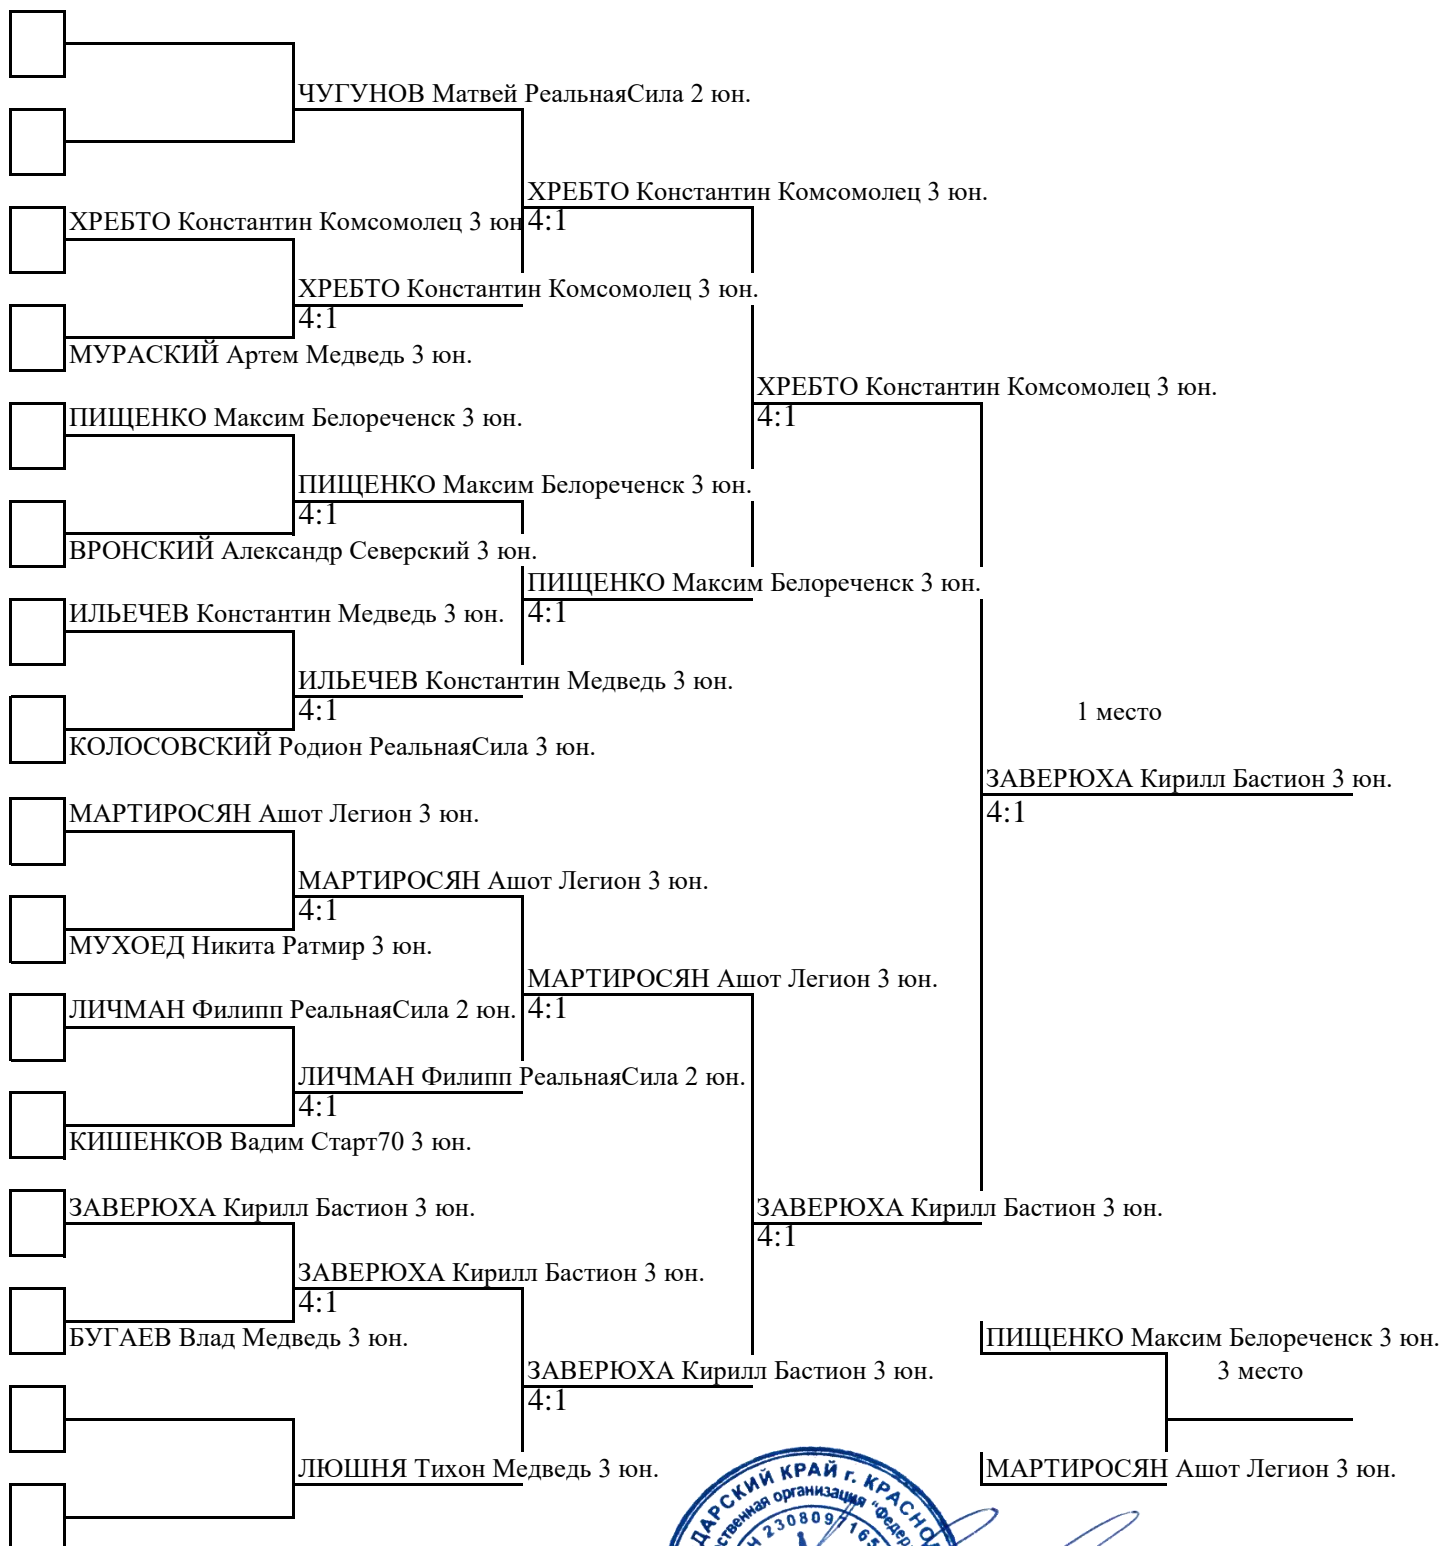 ЧУГУНОВ Матвей РеальнаяСила 2 юн.
ХРЕБТО Константин Комсомолец 3 юн.
ХРЕБТО Константин Комсомолец 3 юн
4:1
ХРЕБТО Константин Комсомолец 3 юн.
4:1
МУРАСКИЙ Артем Медведь 3 юн.
ХРЕБТО Константин Комсомолец 3 юн.
4:1
ПИЩЕНКО Максим Белореченск 3 юн.
ПИЩЕНКО Максим Белореченск 3 юн.
4:1
ВРОНСКИЙ Александр Северский 3 юн.
ПИЩЕНКО Максим Белореченск 3 юн.
4:1
ИЛЬЕЧЕВ Константин Медведь 3 юн.
ИЛЬЕЧЕВ Константин Медведь 3 юн.
4:1
1 место
КОЛОСОВСКИЙ Родион РеальнаяСила 3 юн.
ЗАВЕРЮХА Кирилл Бастион 3 юн.
4:1
МАРТИРОСЯН Ашот Легион 3 юн.
МАРТИРОСЯН Ашот Легион 3 юн.
4:1
МУХОЕД Никита Ратмир 3 юн.
МАРТИРОСЯН Ашот Легион 3 юн.
4:1
ЛИЧМАН Филипп РеальнаяСила 2 юн.
ЛИЧМАН Филипп РеальнаяСила 2 юн.
4:1
КИШЕНКОВ Вадим Старт70 3 юн.
ЗАВЕРЮХА Кирилл Бастион 3 юн.
ЗАВЕРЮХА Кирилл Бастион 3 юн.
4:1
ЗАВЕРЮХА Кирилл Бастион 3 юн.
4:1
БУГАЕВ Влад Медведь 3 юн.
ПИЩЕНКО Максим Белореченск 3 юн.
ЗАВЕРЮХА Кирилл Бастион 3 юн.
4:1
3 место
ЛЮШНЯ Тихон Медведь 3 юн.
МАРТИРОСЯН Ашот Легион 3 юн.
ДАРСКИЙ КРАЙ г. КРАСНО
ственная организация "Федер
2308097165